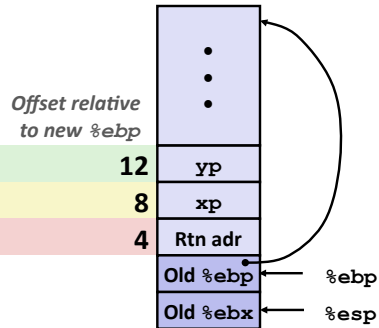 Offset relative
to new %ebp
12 yp
8 xp
4 Rtn adr
Old %ebp %ebp
Old %ebx %esp